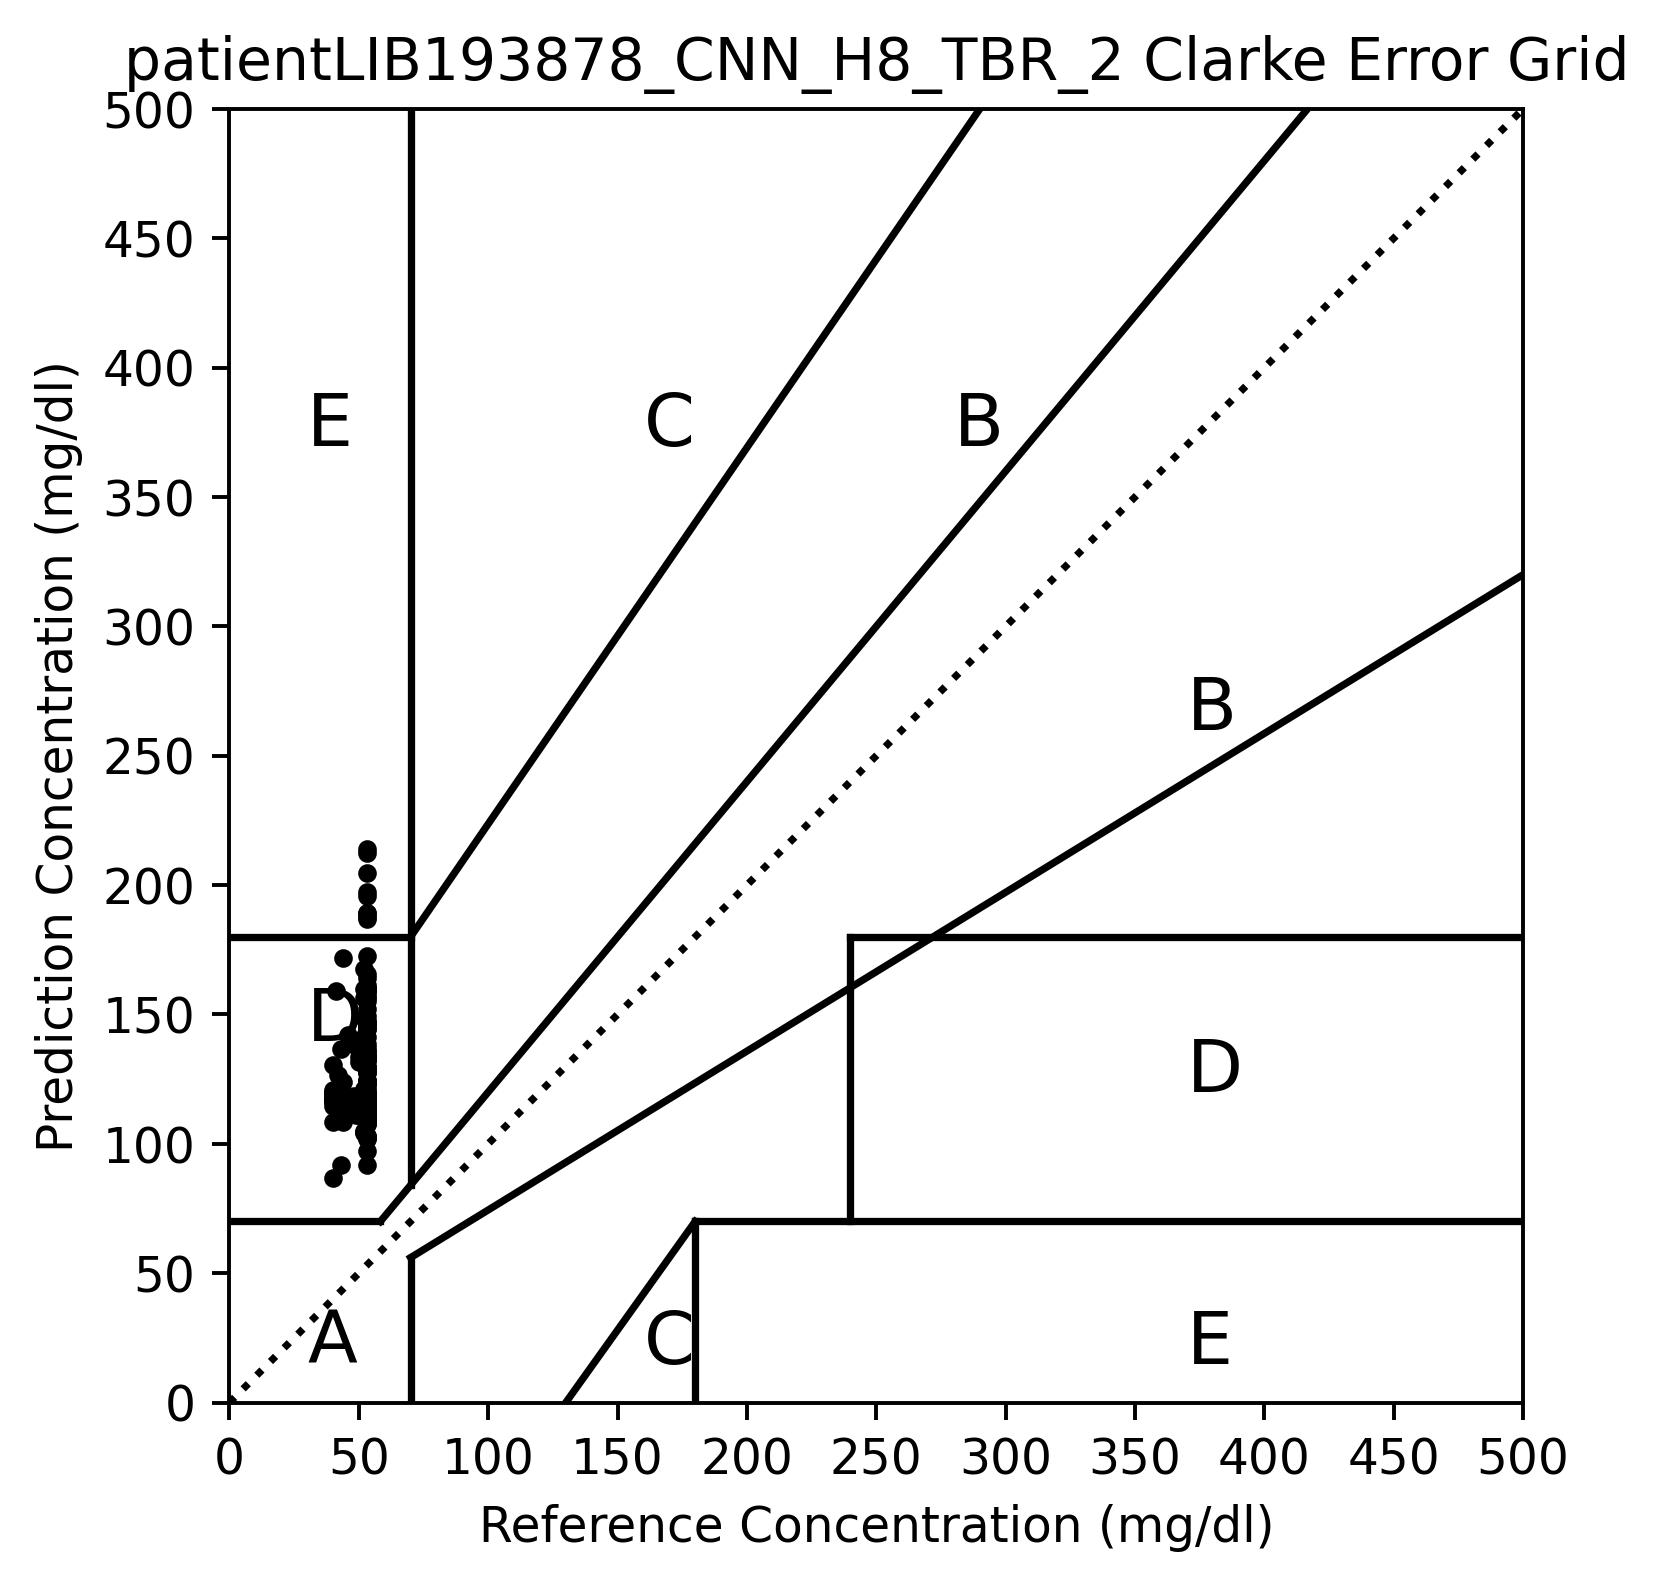 patientLIB193878_CNN_H8_TBR_2 Clarke Error Grid
500
450
400
350
300
250
200
150
100
50
0
Prediction Concentration (mg/dl)
E
C
B
B
D
D
A
C
E
0 50 100 150 200 250 300 350 400 450 500
Reference Concentration (mg/dl)